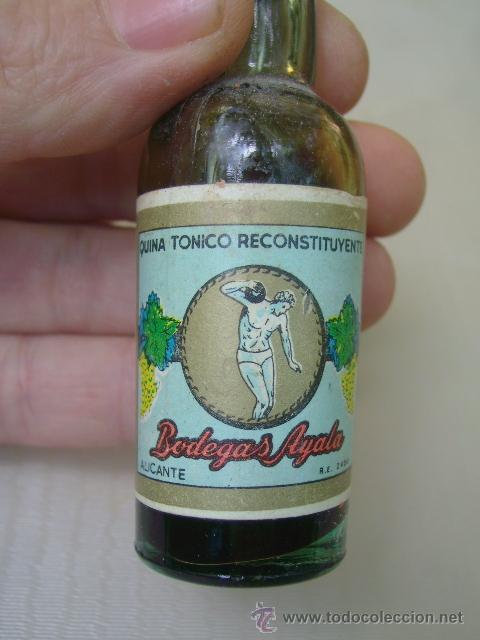 QUINA TONICO RECONSTITUYENTE
Bodegas Ayala
ALICANTE R.E.
www.todocoleccion.net